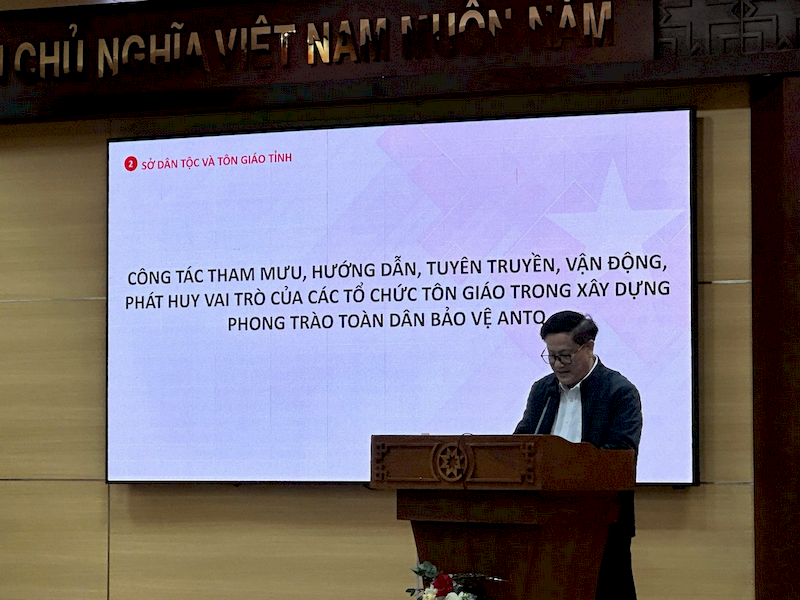 CHỦ NGHĨA VIỆT NAM MUÔN NĂM
2 SỞ DÂN TỘC VÀ TÔN GIÁO TỈNH
CÔNG TÁC THAM MƯU, HƯỚNG DẪN, TUYÊN TRUYỀN, VẬN ĐỘNG,
PHÁT HUY VAI TRÒ CỦA CÁC TỔ CHỨC TÔN GIÁO TRONG XÂY DỰNG
PHONG TRÀO TOÀN DÂN BẢO VỆ ANTQ